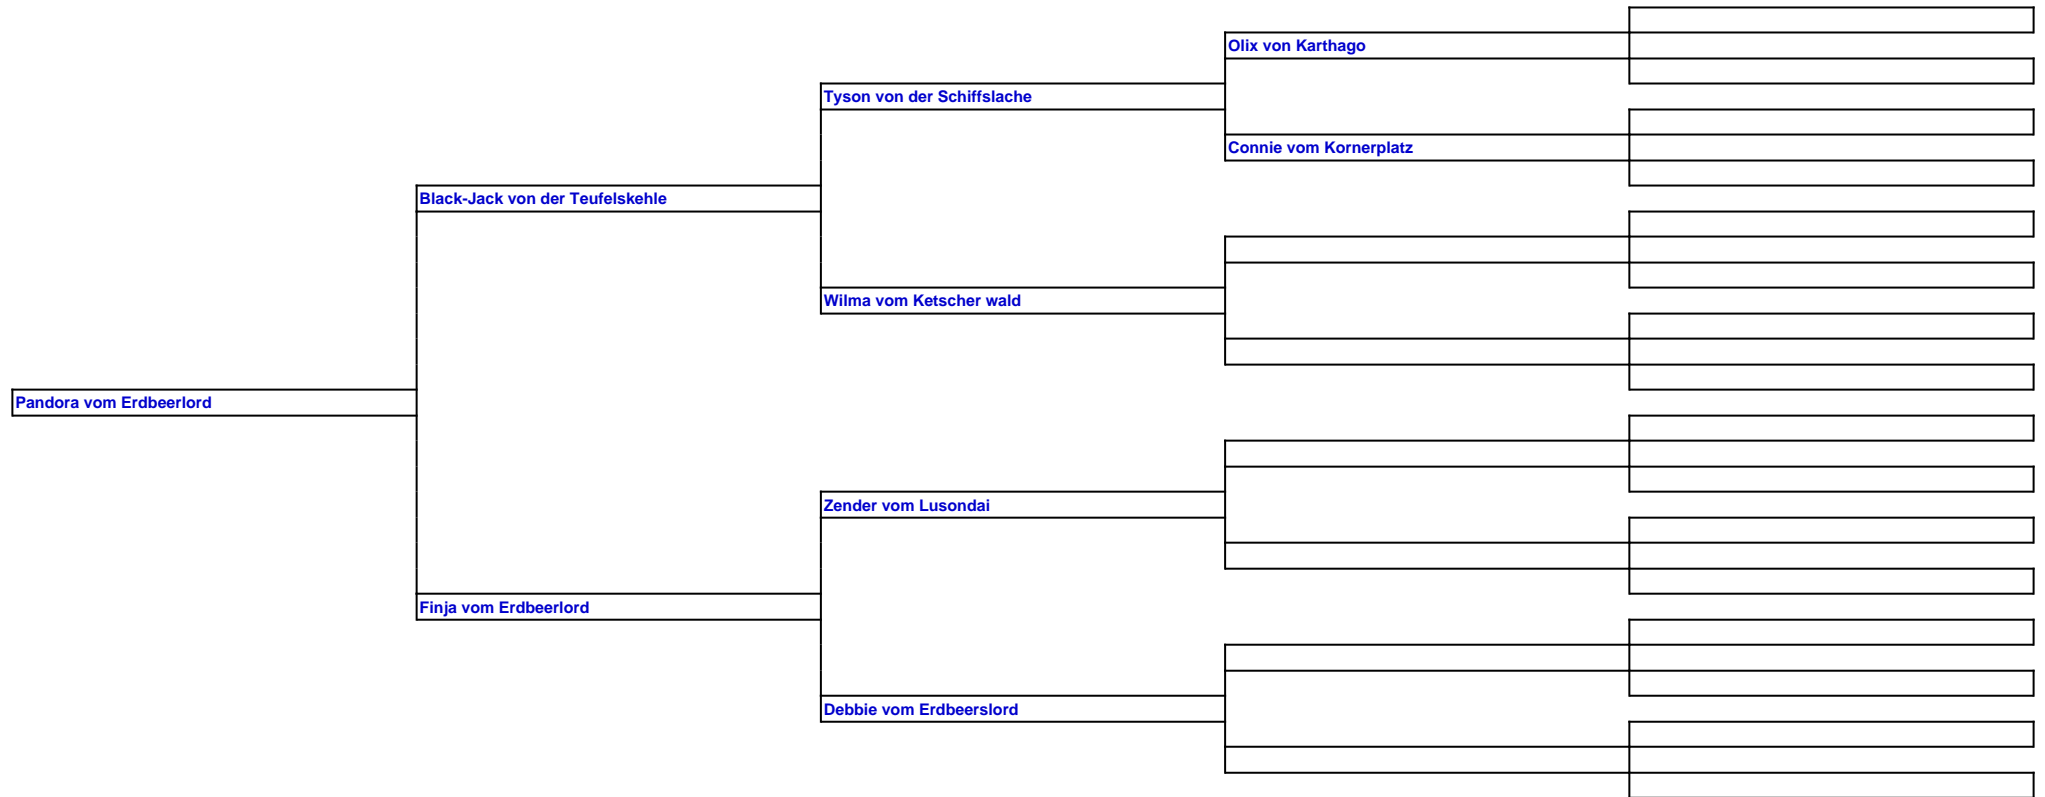 Olix von Karthago
Tyson von der Schiffslache
Connie vom Kornerplatz
Black-Jack von der Teufelskehle
Wilma vom Ketscher wald
Pandora vom Erdbeerlord
Zender vom Lusondai
Finja vom Erdbeerlord
Debbie vom Erdbeerslord